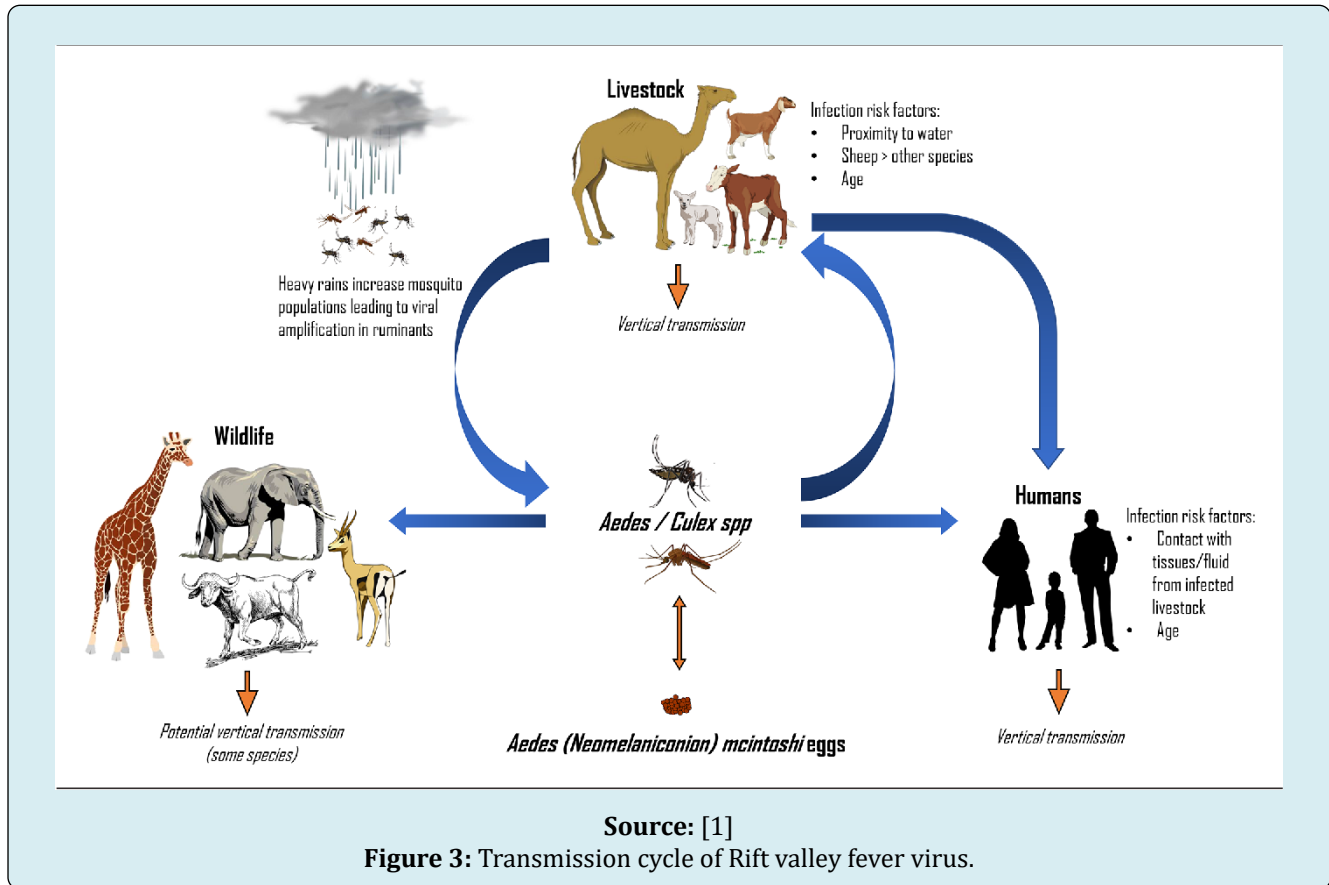 Livestock
Infection risk factors:
• Proximity to water
• Sheep > other species
• Age
Heavy rains increase mosquito
populations leading to viral
amplification in ruminants
Vertical transmission
Wildlife
Aedes / Culex spp
Humans
Infection risk factors:
• Contact with
tissues/fluid
from infected
livestock
• Age
Potential vertical transmission
(some species)
Aedes (Neomelaniconion) mcintoshi eggs
Vertical transmission
Source: [1]
Figure 3: Transmission cycle of Rift valley fever virus.